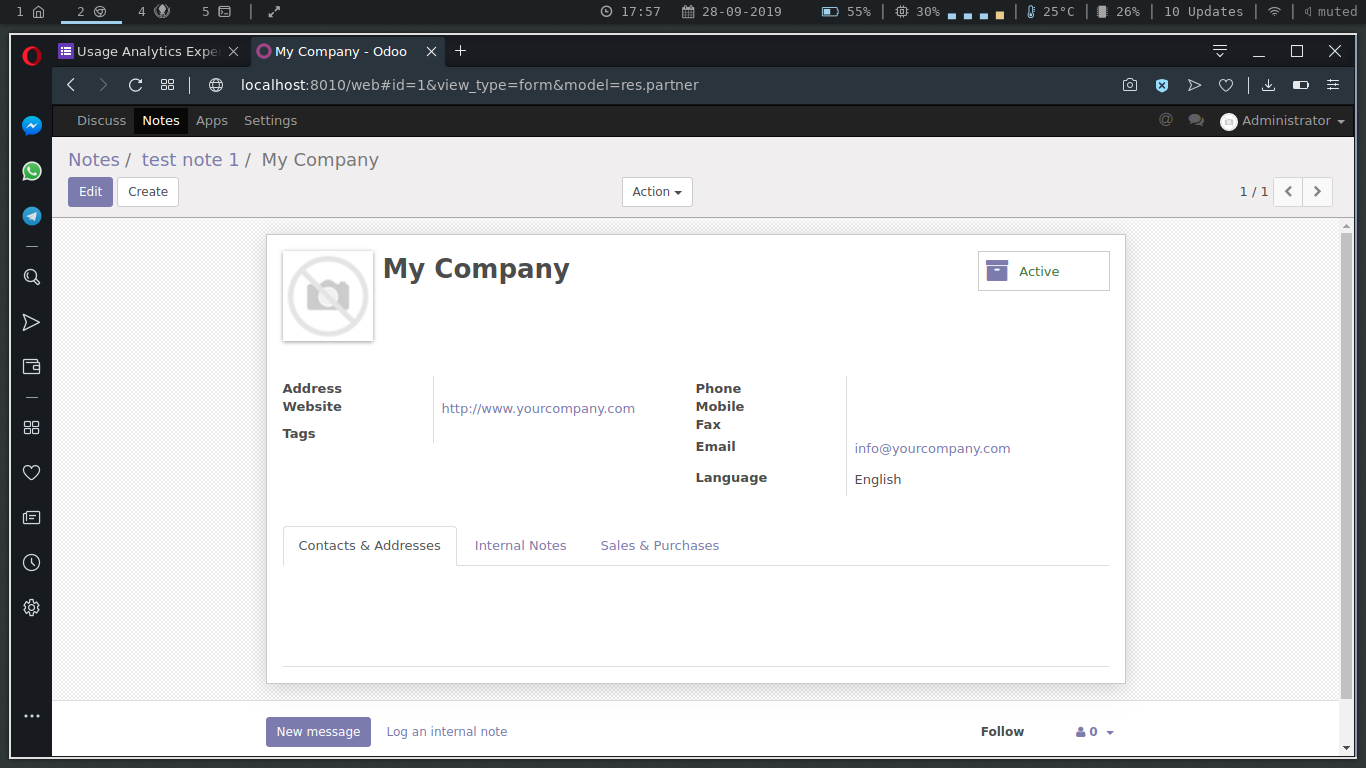 1 2 4 5 17:57 28-09-2019 55% 30% 25°C 26% 10 Updates muted
Usage Analytics Expe My Company - Odoo
localhost:8010/web#id=1&view_type=form&model=res.partner
Discuss Notes Apps Settings @ Administrator
Notes / test note 1 / My Company
Edit Create Action 1 / 1
My Company Active
Address Phone
Website http://www.yourcompany.com Mobile
Fax
Tags
Email info@yourcompany.com
Language English
Contacts & Addresses Internal Notes Sales & Purchases
New message Log an internal note Follow 0